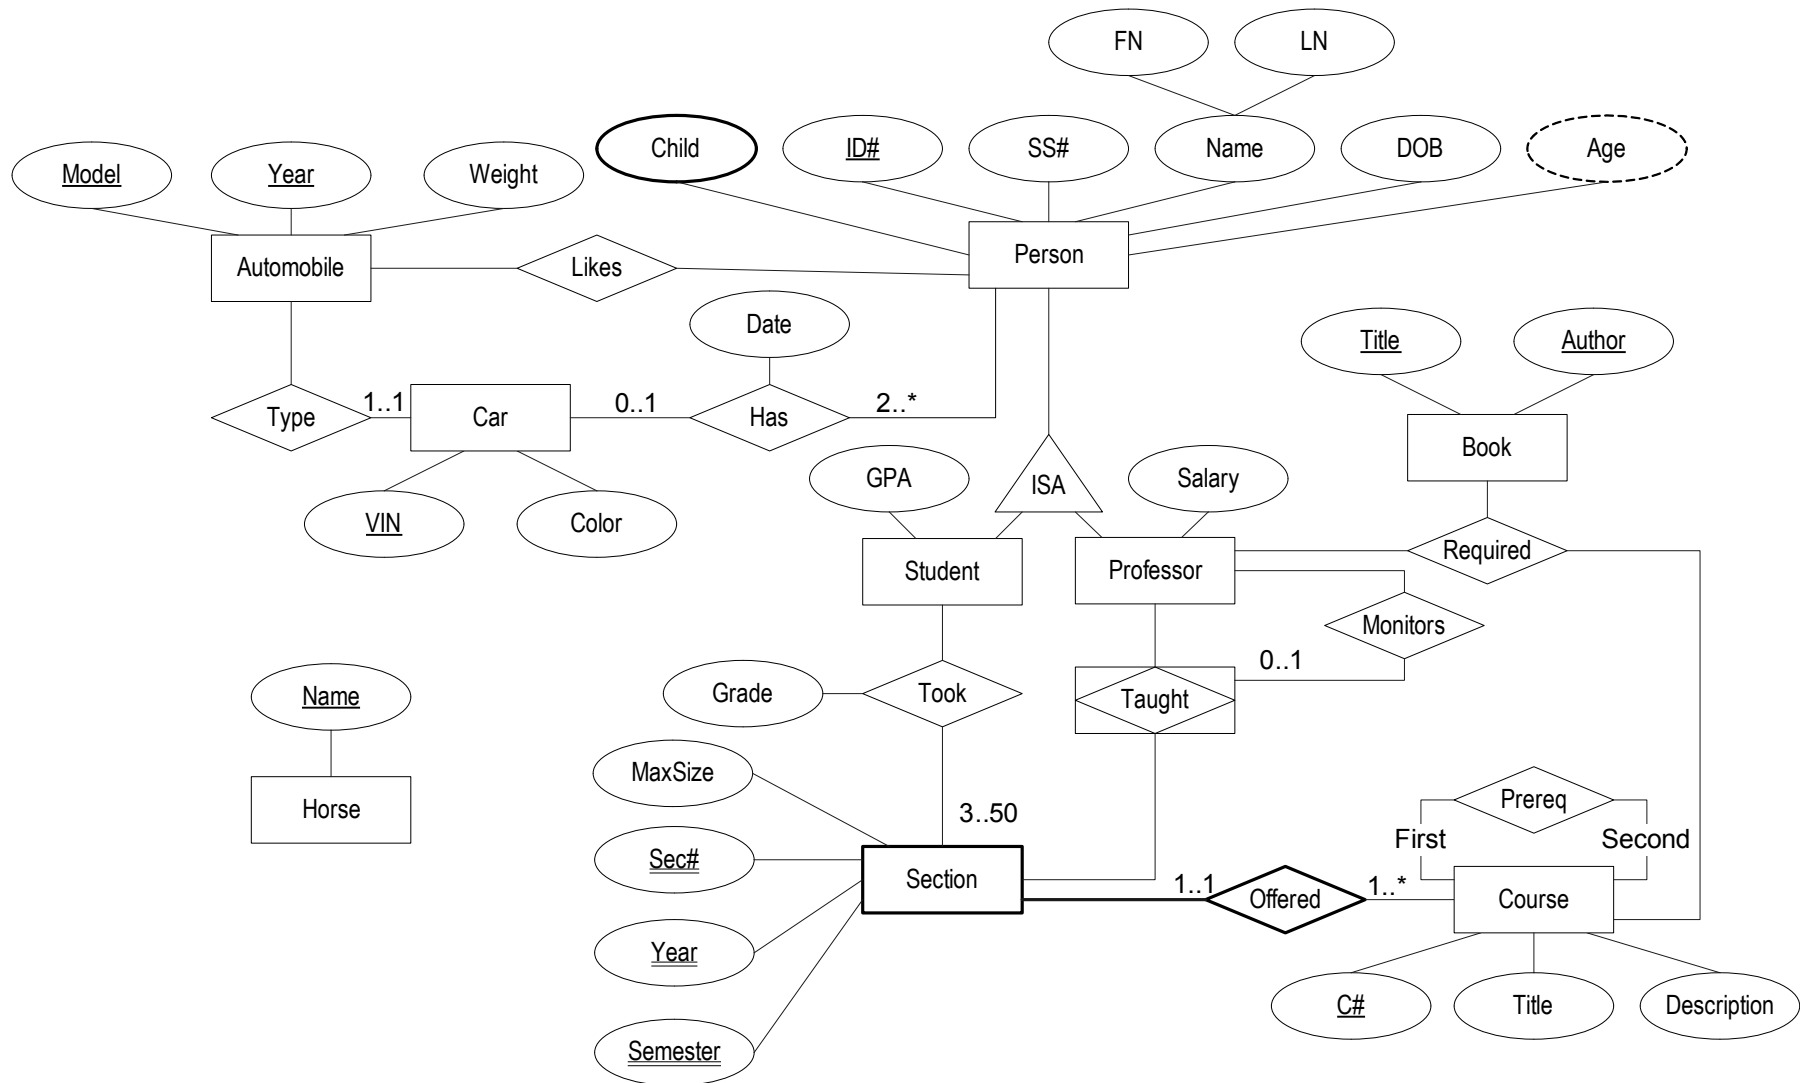 FN
LN
Child
ID#
SS#
Name
DOB
Age
Model
Year
Weight
Automobile
Likes
Person
Date
Title
Author
Type
1..1
Car
0..1
Has
2..*
Book
GPA
ISA
Salary
VIN
Color
Required
Student
Professor
Monitors
0..1
Name
Grade
Took
Taught
MaxSize
Horse
3..50
Prereq
First
Second
Sec#
Section
1..1
Offered
1..*
Course
Year
C#
Title
Description
Semester